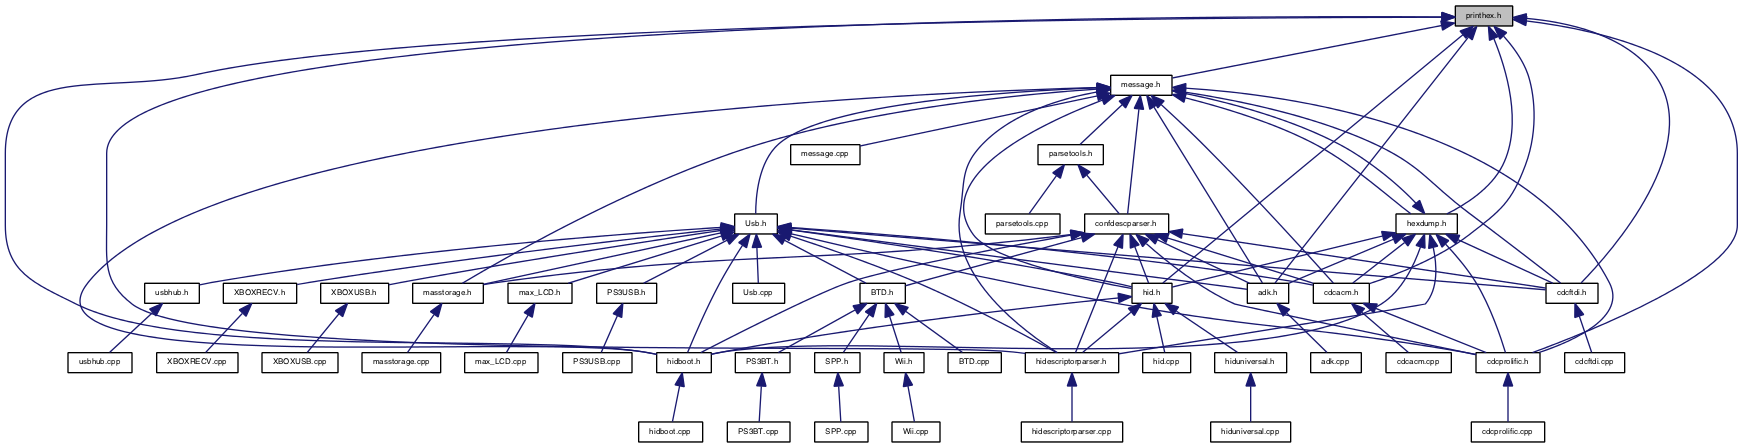 printhex.h
message.h
message.cpp
parsetools.h
Usb.h
parsetools.cpp
confdescparser.h
hexdump.h
usbhub.h
XBOXRECV.h
XBOXUSB.h
masstorage.h
max_LCD.h
PS3USB.h
Usb.cpp
BTD.h
hid.h
adk.h
cdcacm.h
cdcftdi.h
usbhub.cpp
XBOXRECV.cpp
XBOXUSB.cpp
masstorage.cpp
max_LCD.cpp
PS3USB.cpp
hidboot.h
PS3BT.h
SPP.h
Wii.h
BTD.cpp
hidescriptorparser.h
hid.cpp
hiduniversal.h
adk.cpp
cdcacm.cpp
cdcprolific.h
cdcftdi.cpp
hidboot.cpp
PS3BT.cpp
SPP.cpp
Wii.cpp
hidescriptorparser.cpp
hiduniversal.cpp
cdcprolific.cpp